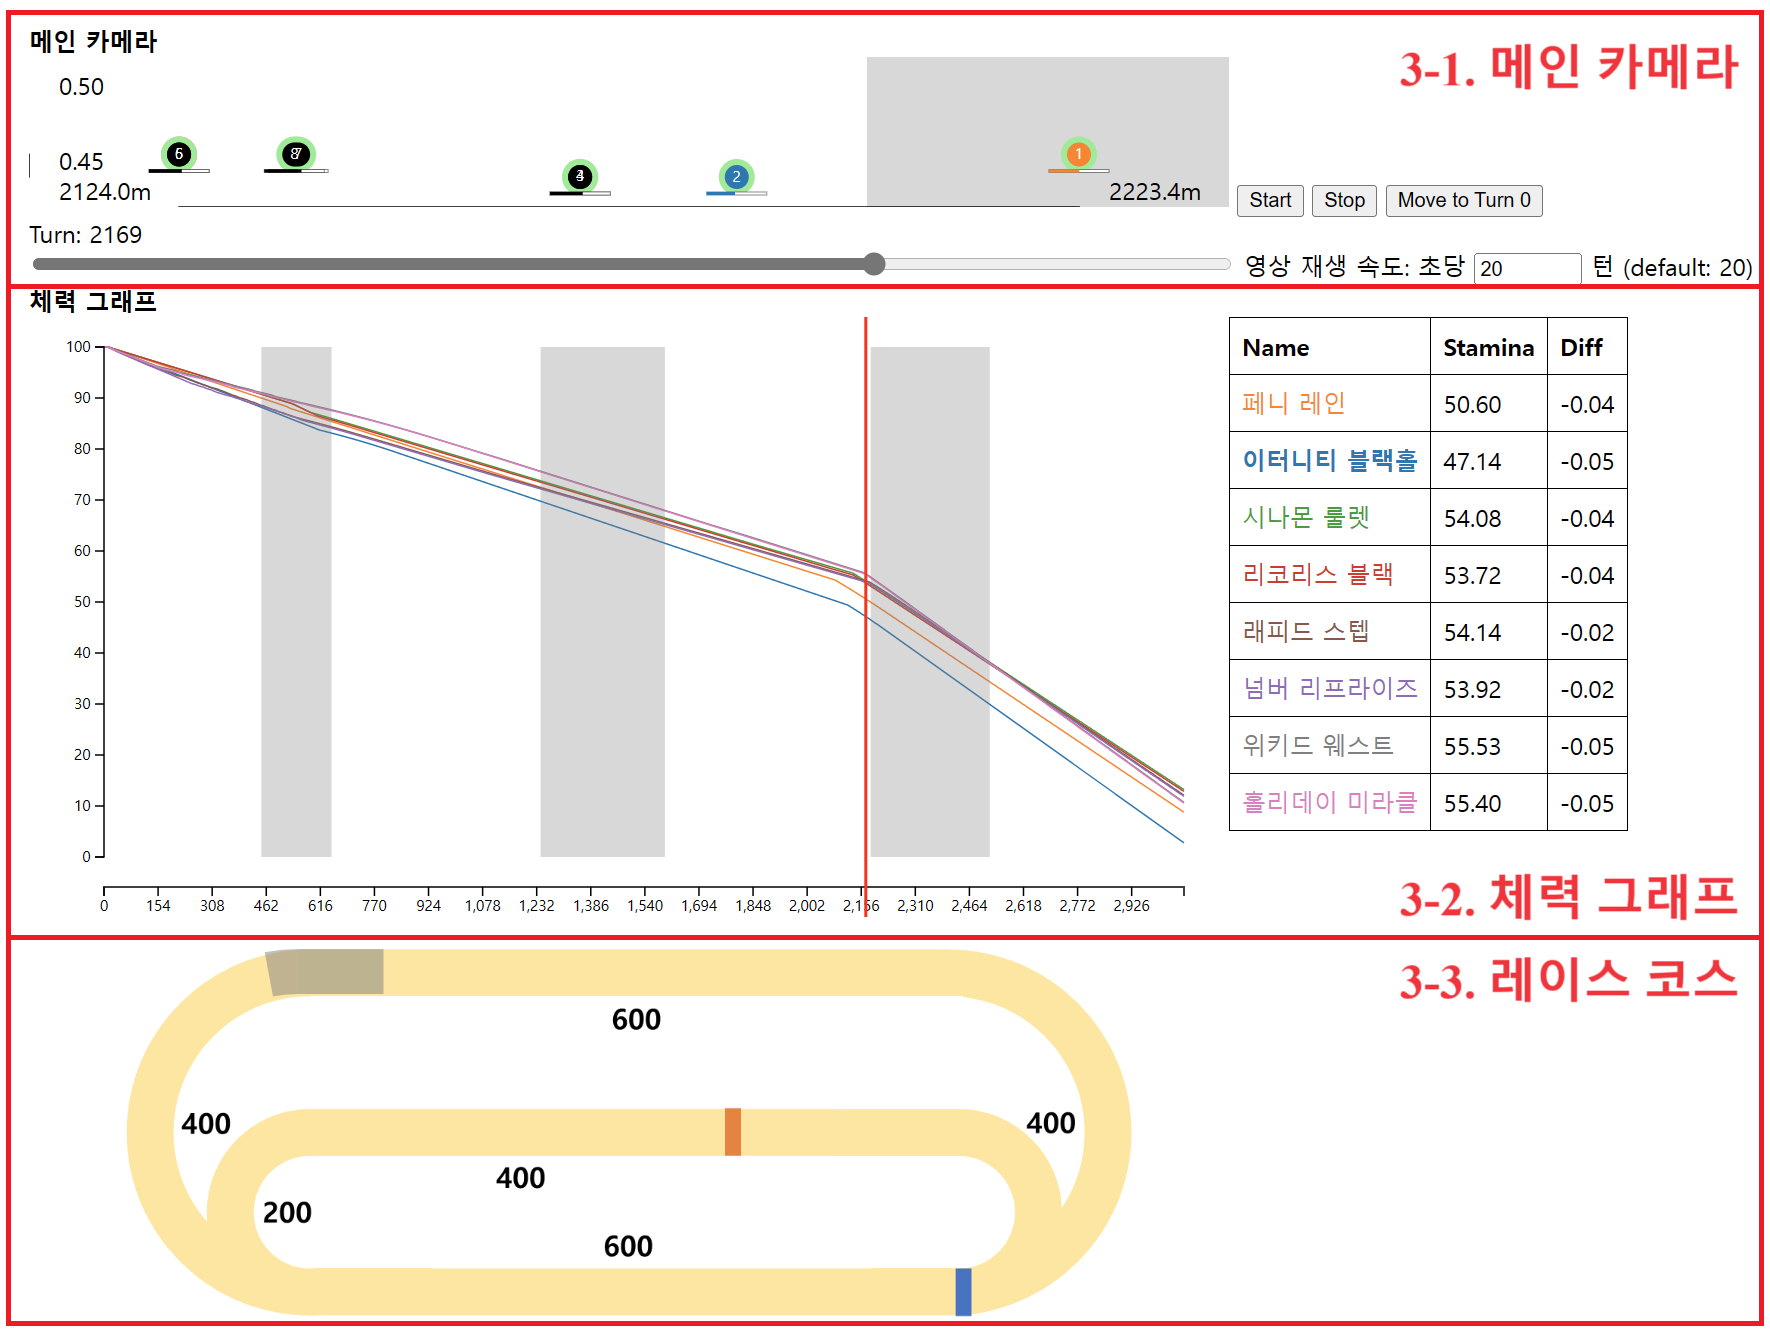 메인 카메라
3-1. 메인 카메라
0.50
0.45
6
2
1
2124.0m
2223.4m
Start
Stop
Move to Turn 0
Turn: 2169
영상 재생 속도: 초당 20 턴 (default: 20)
체력 그래프
100
90
80
70
60
50
40
30
20
10
0
0 154 308 462 616 770 924 1,078 1,232 1,386 1,540 1,694 1,848 2,002 2,156 2,310 2,464 2,618 2,772 2,926
Name Stamina Diff
페니 레인 50.60 -0.04
이터니티 블랙홀 47.14 -0.05
시나몬 룰렛 54.08 -0.04
리코리스 블랙 53.72 -0.04
래피드 스텝 54.14 -0.02
넘버 리프라이즈 53.92 -0.02
위키드 웨스트 55.53 -0.05
홀리데이 미라클 55.40 -0.05
3-2. 체력 그래프
3-3. 레이스 코스
600
400
400
400
200
600